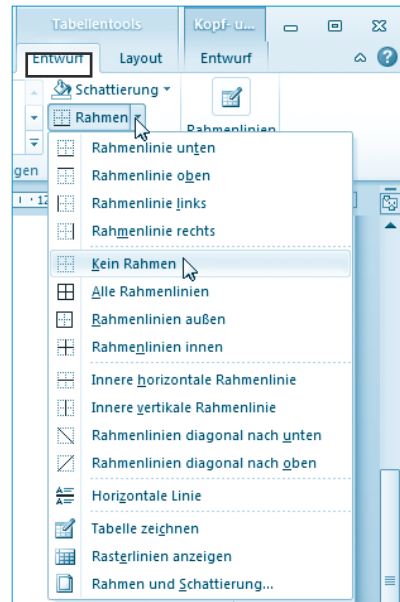 Tabellentools Kopf- u...
Entwurf Layout Entwurf
Schattierung
Rahmen
Rahmenlinien
gen
Rahmenlinie unten
Rahmenlinie oben
Rahmenlinie links
Rahmenlinie rechts
Kein Rahmen
Alle Rahmenlinien
Rahmenlinien außen
Rahmenlinien innen
Innere horizontale Rahmenlinie
Innere vertikale Rahmenlinie
Rahmenlinien diagonal nach unten
Rahmenlinien diagonal nach oben
Horizontale Linie
Tabelle zeichnen
Rasterlinien anzeigen
Rahmen und Schattierung...